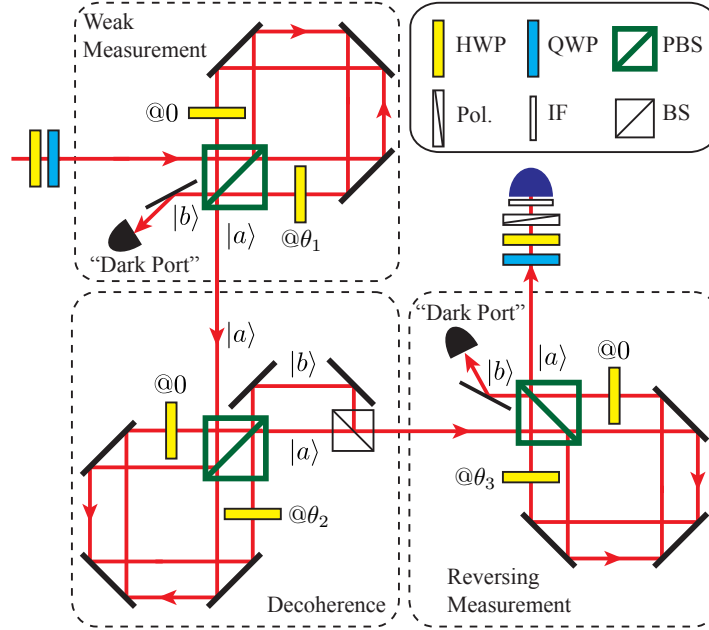 Weak
Measurement
@0
|b⟩
|a⟩
@θ₁
“Dark Port”
HWP
QWP
PBS
Pol.
IF
BS
|a⟩
@0
|b⟩
|a⟩
@θ₂
Decoherence
“Dark Port”
|b⟩
|a⟩
@0
@θ₃
Reversing
Measurement